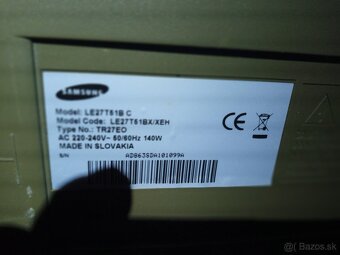 SAMSUNG
Model: LE27T51B C
Model Code: LE27T51BX/XEH
Type No.: TR27EO
AC 220-240V~ 50/60Hz 140W
MADE IN SLOVAKIA
S/N AD863SDA101099A
© Bazos.sk